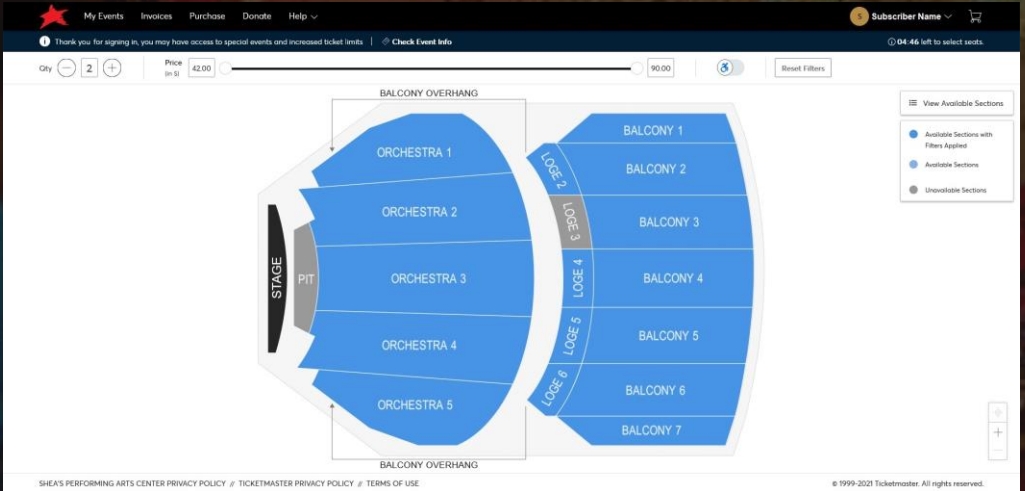 My Events Invoices Purchase Donate Help
S Subscriber Name
Thank you for signing in, you may have access to special events and increased ticket limits | Check Event Info
04:46 left to select seats.
Qty 2
Price
(in $)
42.00
90.00
Reset Filters
View Available Sections
Available Sections with
Filters Applied
Available Sections
Unavailable Sections
BALCONY OVERHANG
ORCHESTRA 1
ORCHESTRA 2
ORCHESTRA 3
ORCHESTRA 4
ORCHESTRA 5
STAGE
PIT
LOGE 2
LOGE 3
LOGE 4
LOGE 5
LOGE 6
BALCONY 1
BALCONY 2
BALCONY 3
BALCONY 4
BALCONY 5
BALCONY 6
BALCONY 7
BALCONY OVERHANG
SHEA'S PERFORMING ARTS CENTER PRIVACY POLICY // TICKETMASTER PRIVACY POLICY // TERMS OF USE
© 1999-2021 Ticketmaster. All rights reserved.